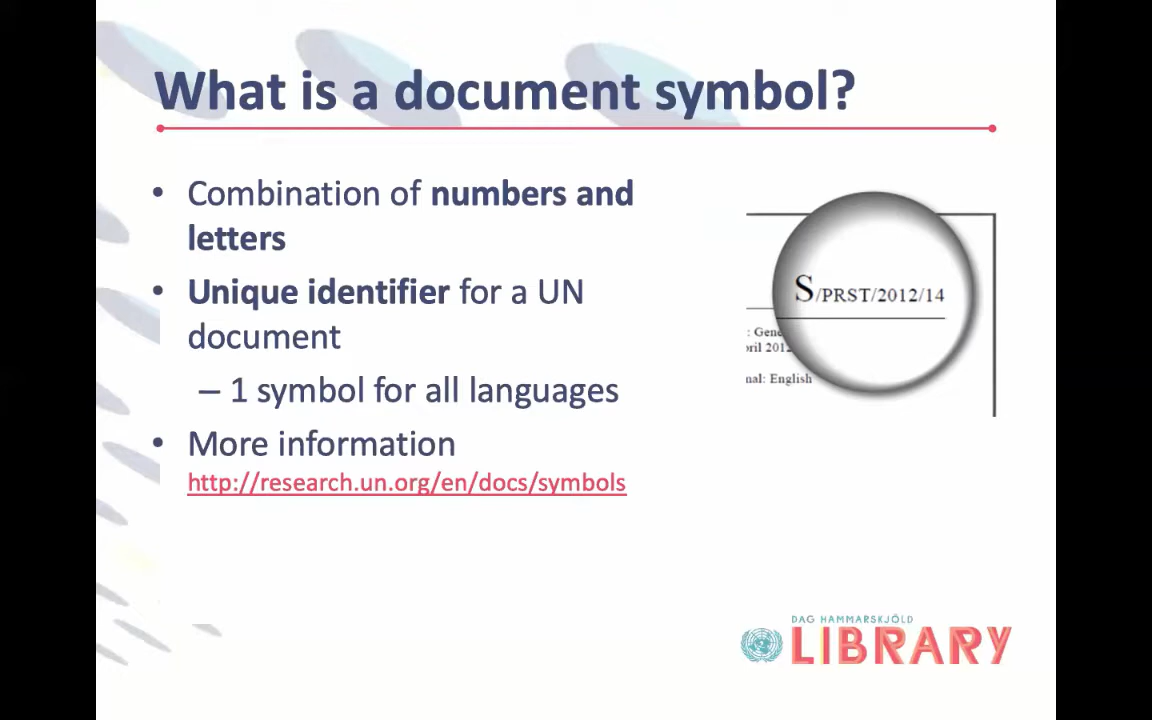 What is a document symbol?
• Combination of numbers and
letters
• Unique identifier for a UN
document
– 1 symbol for all languages
• More information
http://research.un.org/en/docs/symbols
S/PRST/2012/14
: Gene
ril 2012
nal: English
DAG HAMMARSKJÖLD
LIBRARY